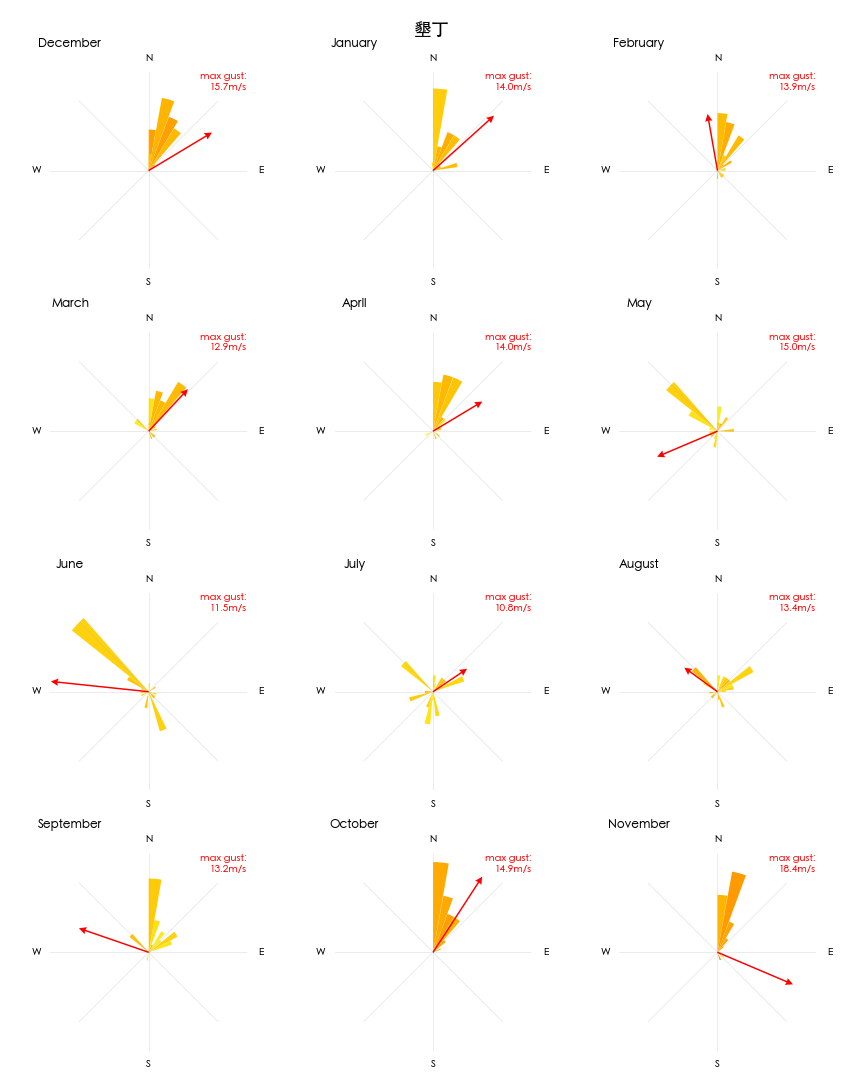 墾丁
December
N
max gust:
15.7m/s
W
E
S
January
N
max gust:
14.0m/s
W
E
S
February
N
max gust:
13.9m/s
W
E
S
March
N
max gust:
12.9m/s
W
E
S
April
N
max gust:
14.0m/s
W
E
S
May
N
max gust:
15.0m/s
W
E
S
June
N
max gust:
11.5m/s
W
E
S
July
N
max gust:
10.8m/s
W
E
S
August
N
max gust:
13.4m/s
W
E
S
September
N
max gust:
13.2m/s
W
E
S
October
N
max gust:
14.9m/s
W
E
S
November
N
max gust:
18.4m/s
W
E
S